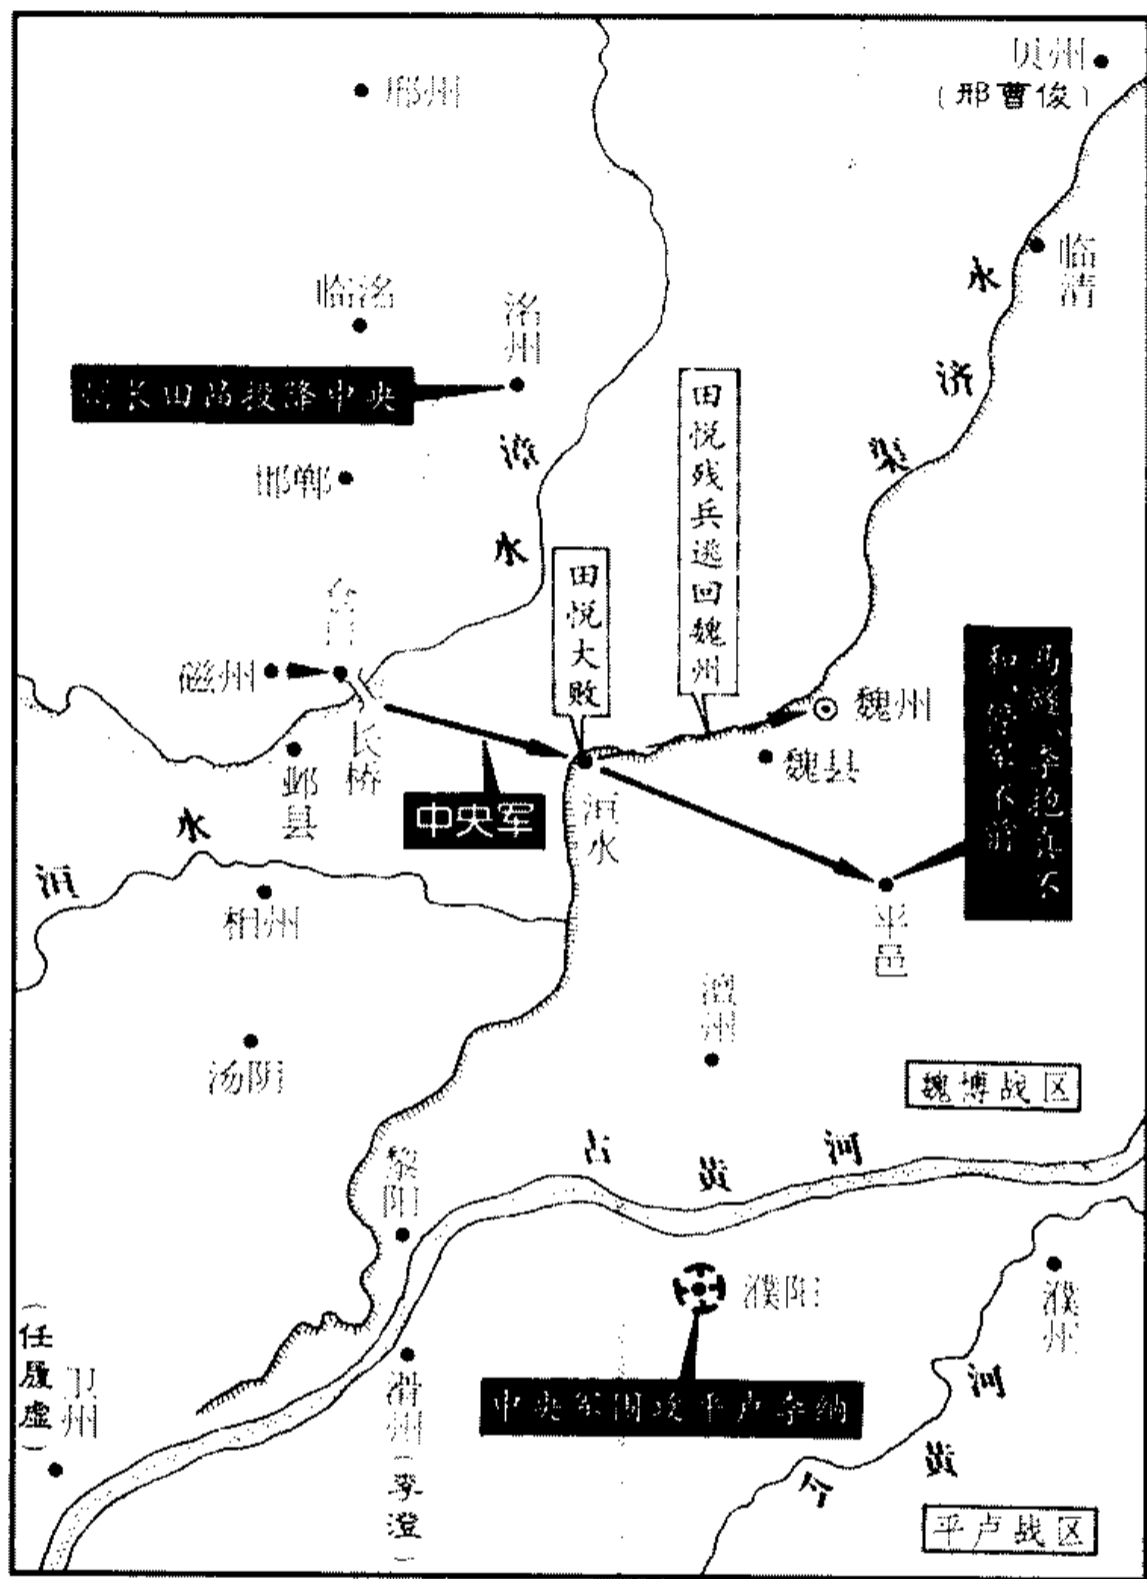 贝州
(邢曹俊)
邢州
临清
永济渠
临洺
洺州
州长田昂投降中央
邯郸
漳水
田悦残兵逃回魏州
田悦大败
磁州
长桥
邺县
中央军
洹水
魏州
魏县
马燧、李抱真不
和,停军不前
平邑
洹水
相州
汤阴
澶州
魏博战区
黎阳
古黄河
濮阳
濮州
中央军围攻平卢李纳
(任履虚)
卫州
滑州
(李澄)
今黄河
平卢战区